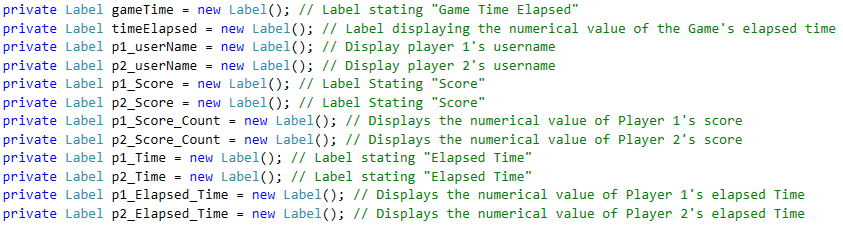 private Label gameTime = new Label(); // Label stating "Game Time Elapsed"
private Label timeElapsed = new Label(); // Label displaying the numerical value of the Game's elapsed time
private Label p1_userName = new Label(); // Display player 1's username
private Label p2_userName = new Label(); // Display player 2's username
private Label p1_Score = new Label(); // Label Stating "Score"
private Label p2_Score = new Label(); // Label Stating "Score"
private Label p1_Score_Count = new Label(); // Displays the numerical value of Player 1's score
private Label p2_Score_Count = new Label(); // Displays the numerical value of Player 2's score
private Label p1_Time = new Label(); // Label stating "Elapsed Time"
private Label p2_Time = new Label(); // Label stating "Elapsed Time"
private Label p1_Elapsed_Time = new Label(); // Displays the numerical value of Player 1's elapsed Time
private Label p2_Elapsed_Time = new Label(); // Displays the numerical value of Player 2's elapsed Time